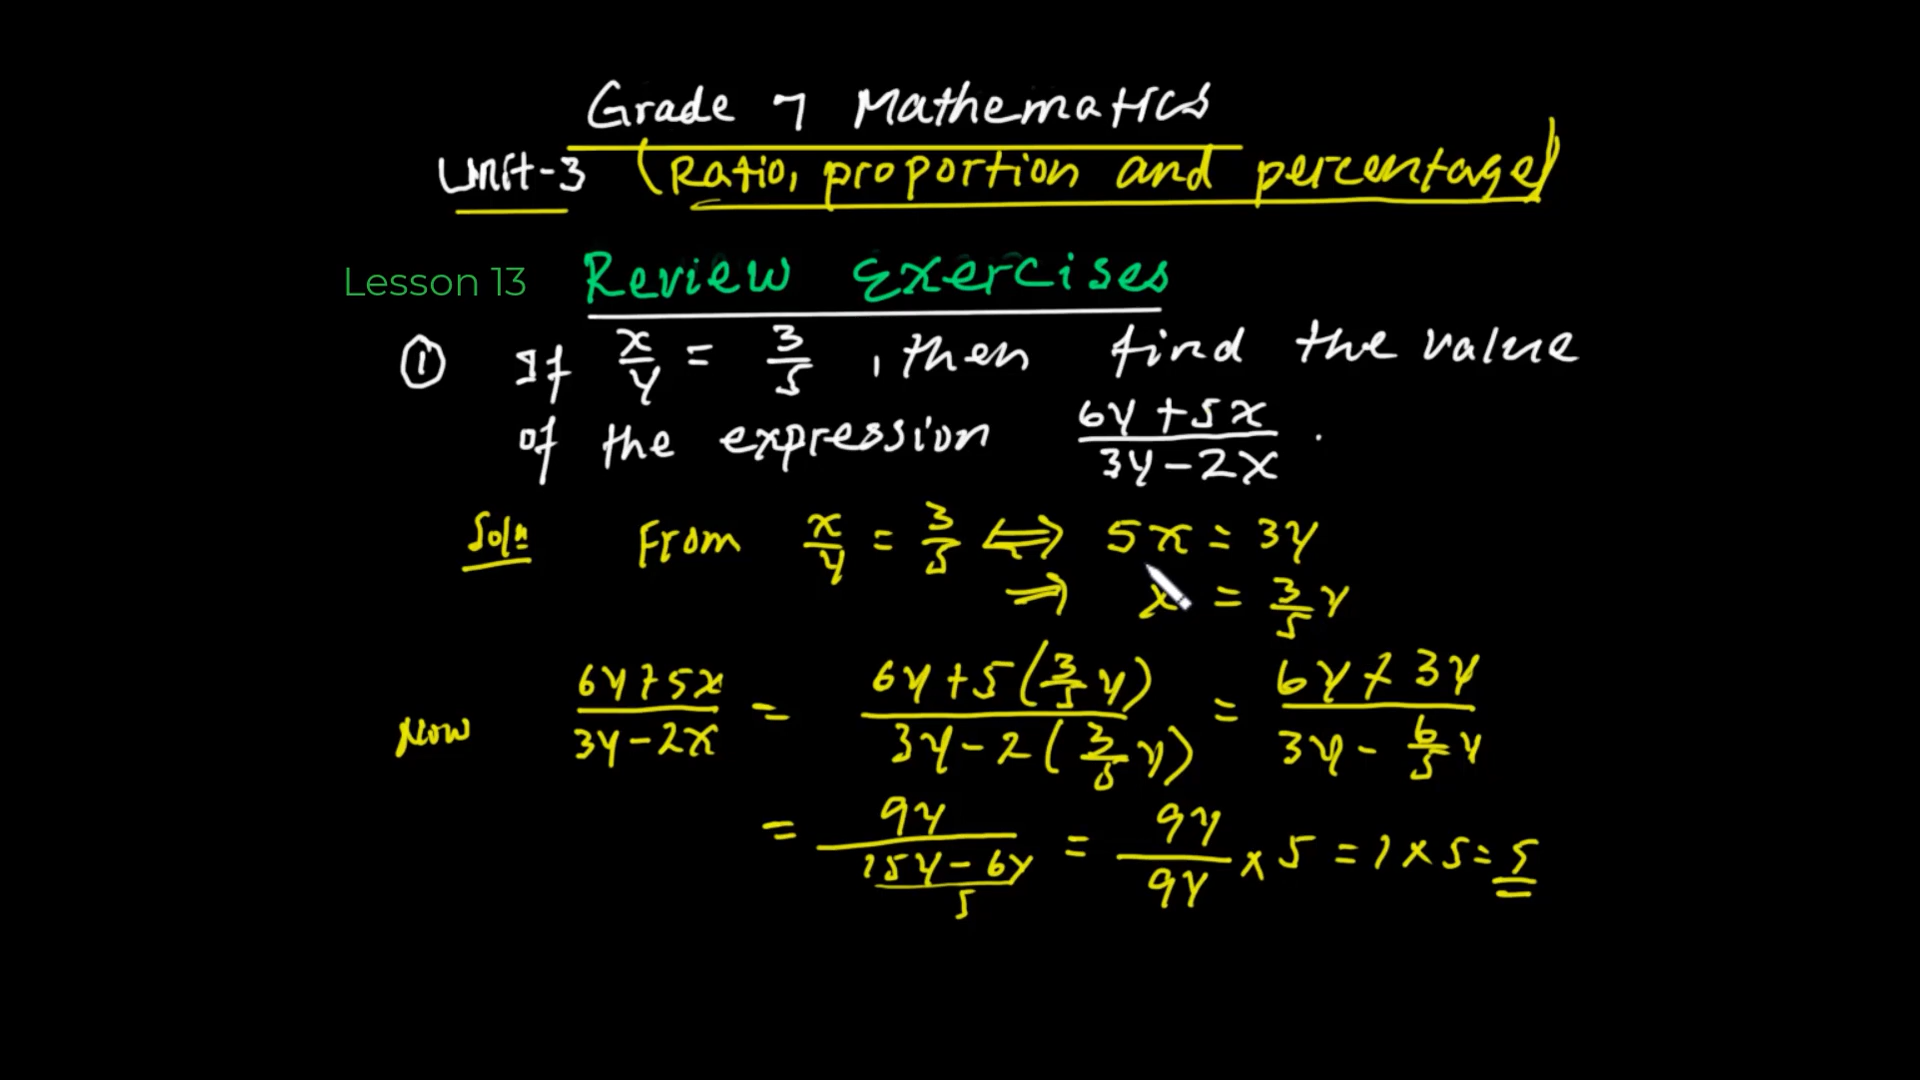 Grade 7 Mathematics
Unit-3 (Ratio, proportion and percentage)
Lesson 13 Review Exercises
① If x/y = 3/5, then find the value
of the expression (6y+5x)/(3y-2x).
Soln From x/y = 3/5 ⟺ 5x = 3y
⟹ x = 3/5 y
Now (6y+5x)/(3y-2x) = (6y+5(3/5 y))/(3y-2(3/5 y)) = (6y+3y)/(3y-6/5 y)
= 9y/((15y-6y)/5) = 9y/9y × 5 = 1 × 5 = 5